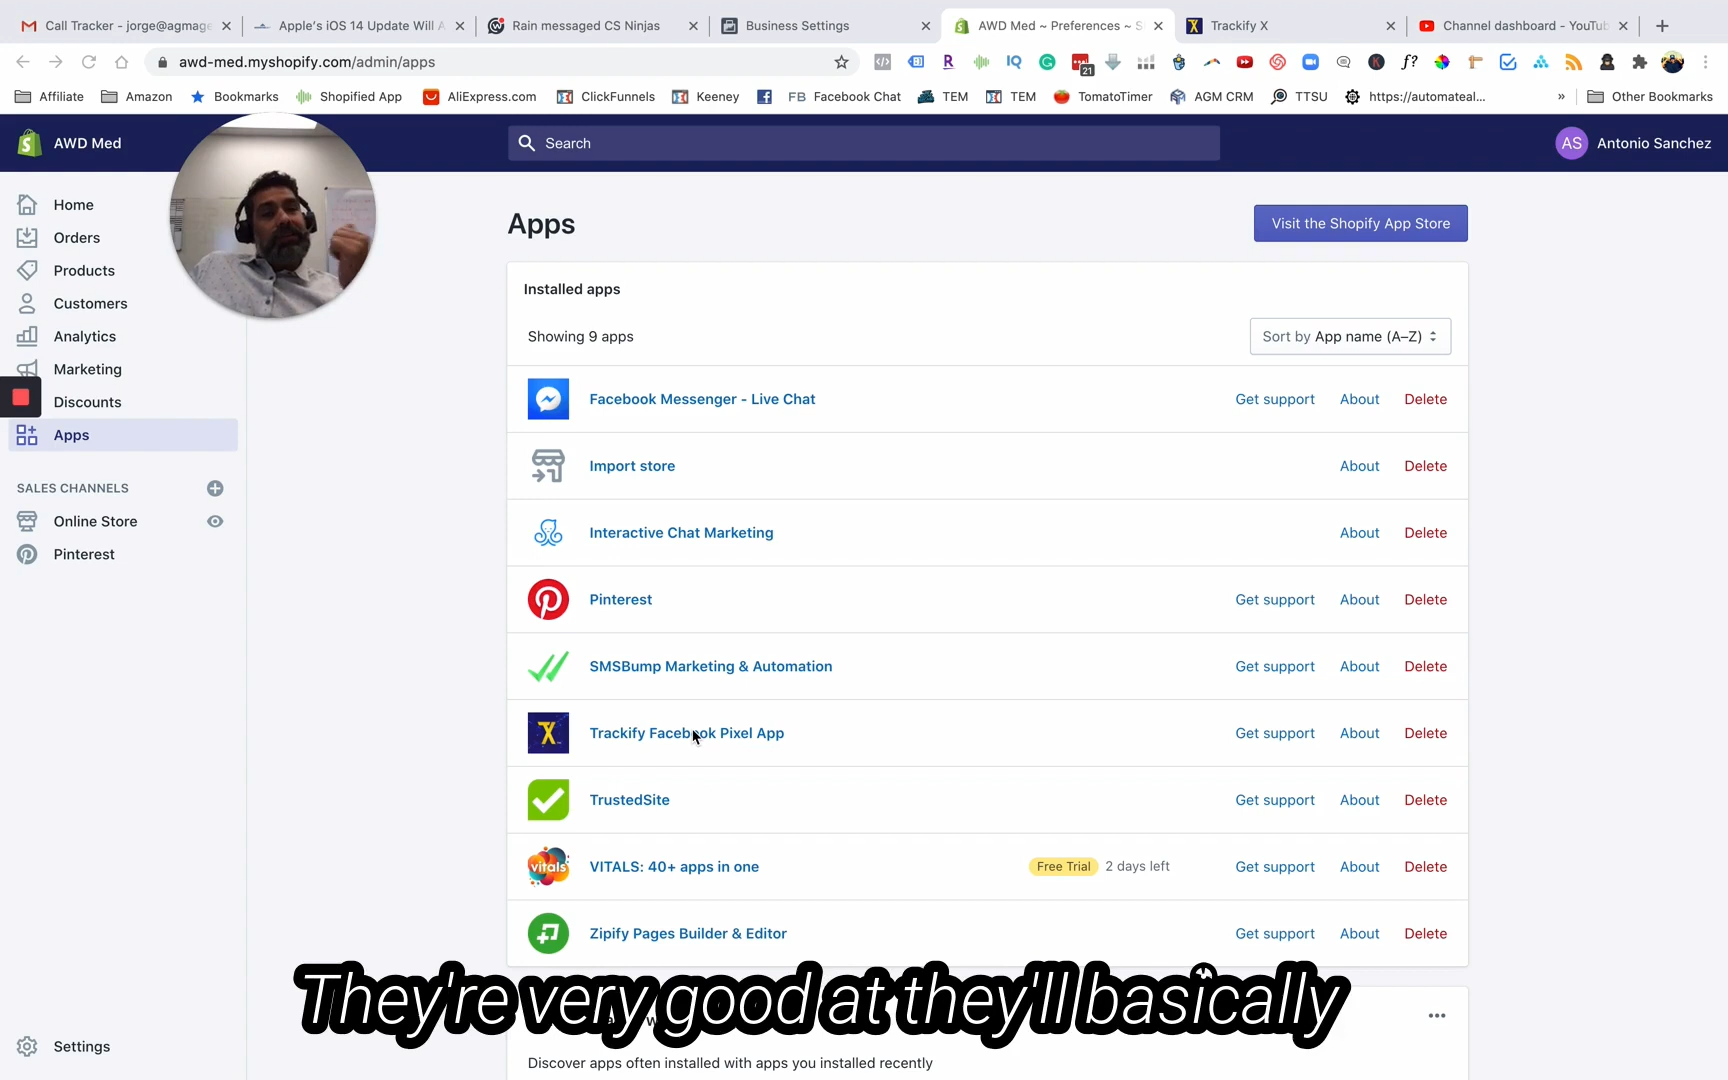 Call Tracker - jorge@agmage
Apple's iOS 14 Update Will A
Rain messaged CS Ninjas
Business Settings
AWD Med ~ Preferences ~ S
Trackify X
Channel dashboard - YouTub
awd-med.myshopify.com/admin/apps
IQ
21
f?
Affiliate
Amazon
Bookmarks
Shopified App
AliExpress.com
ClickFunnels
Keeney
FB Facebook Chat
TEM
TEM
TomatoTimer
AGM CRM
TTSU
https://automateal...
»
Other Bookmarks
AWD Med
Search
AS Antonio Sanchez
Home
Orders
Products
Customers
Analytics
Marketing
Discounts
Apps
SALES CHANNELS
Online Store
Pinterest
Settings
Apps
Visit the Shopify App Store
Installed apps
Showing 9 apps
Sort by App name (A–Z)
Facebook Messenger - Live Chat Get support About Delete
Import store About Delete
Interactive Chat Marketing About Delete
Pinterest Get support About Delete
SMSBump Marketing & Automation Get support About Delete
Trackify Facebook Pixel App Get support About Delete
TrustedSite Get support About Delete
vitals VITALS: 40+ apps in one Free Trial 2 days left Get support About Delete
Zipify Pages Builder & Editor Get support About Delete
They're very good at they'll basically
Discover apps often installed with apps you installed recently